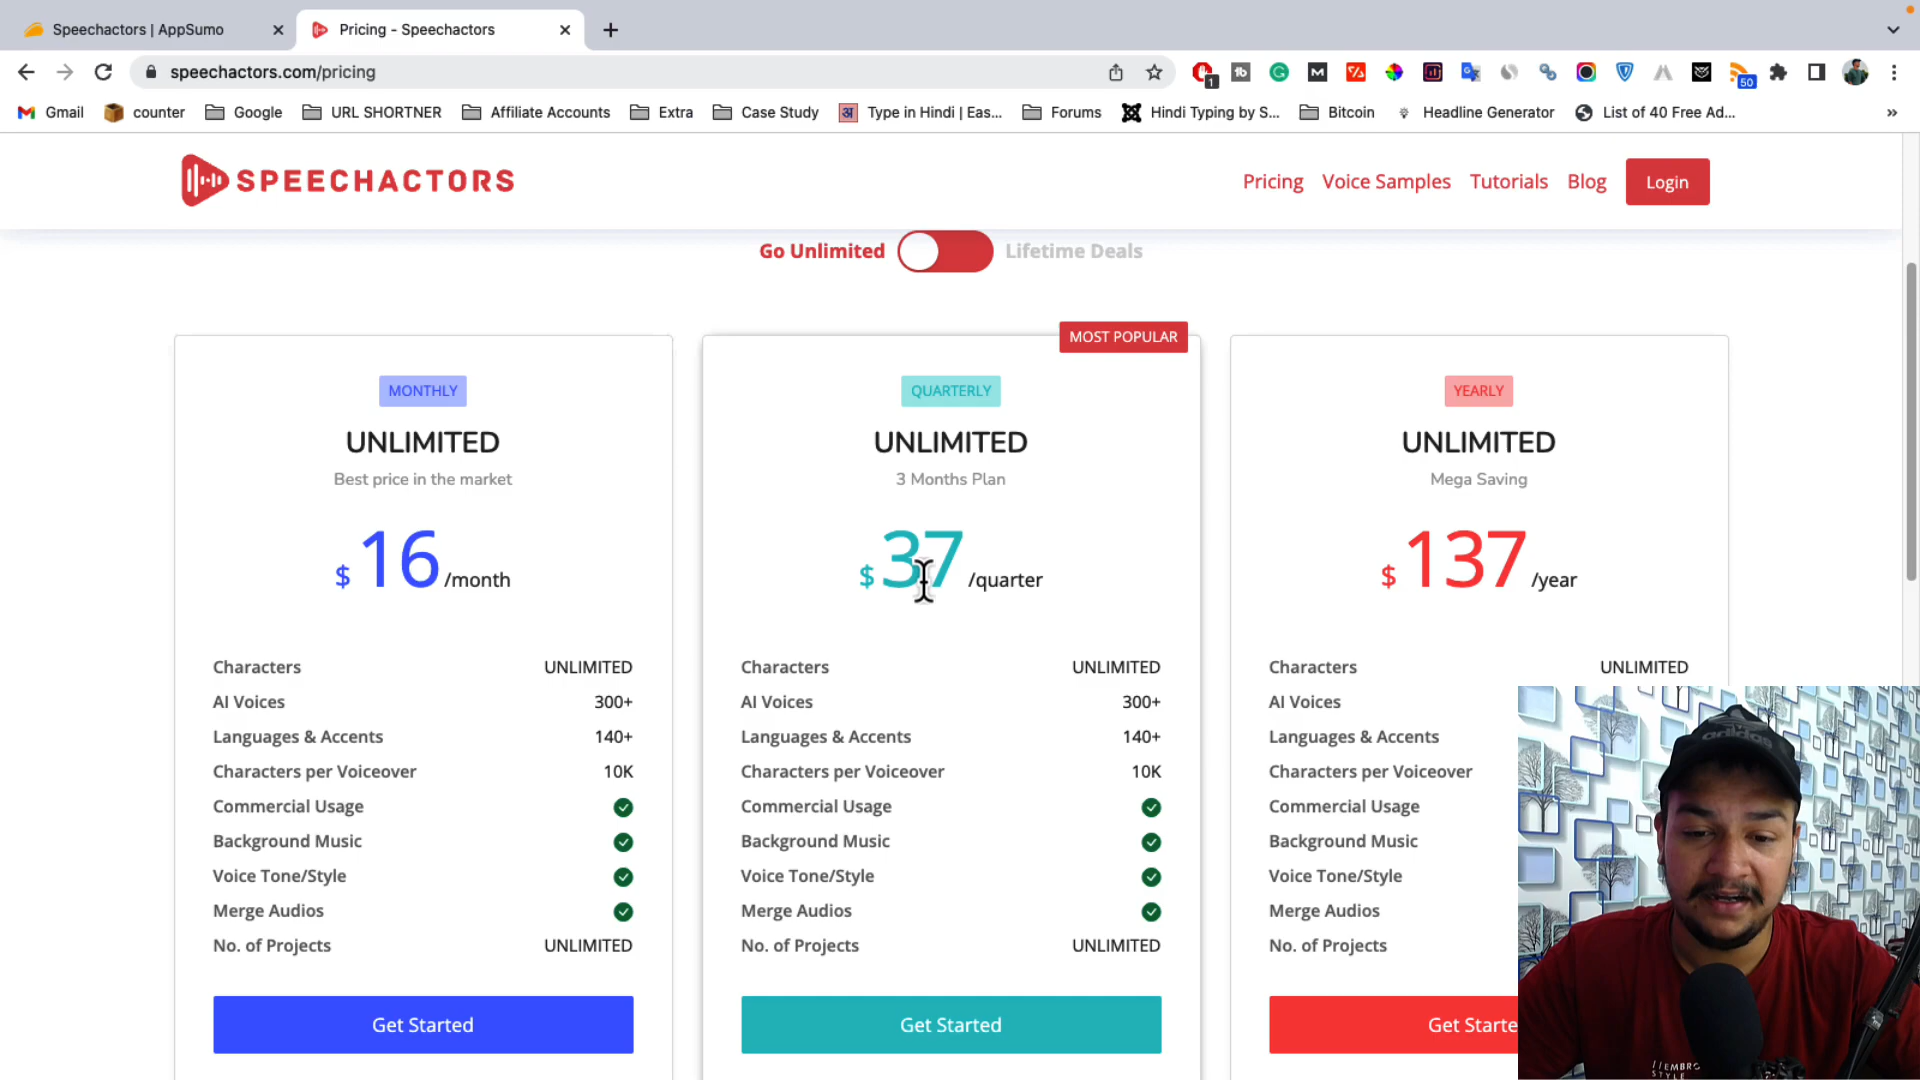 Speechactors | AppSumo
Pricing - Speechactors
speechactors.com/pricing
1
50
Gmail
counter
Google
URL SHORTNER
Affiliate Accounts
Extra
Case Study
Type in Hindi | Eas...
Forums
Hindi Typing by S...
Bitcoin
Headline Generator
List of 40 Free Ad...
SPEECHACTORS
Pricing
Voice Samples
Tutorials
Blog
Login
Go Unlimited
Lifetime Deals
MONTHLY
UNLIMITED
Best price in the market
$ 16 /month
Characters UNLIMITED
AI Voices 300+
Languages & Accents 140+
Characters per Voiceover 10K
Commercial Usage
Background Music
Voice Tone/Style
Merge Audios
No. of Projects UNLIMITED
Get Started
MOST POPULAR
QUARTERLY
UNLIMITED
3 Months Plan
$ 37 /quarter
Characters UNLIMITED
AI Voices 300+
Languages & Accents 140+
Characters per Voiceover 10K
Commercial Usage
Background Music
Voice Tone/Style
Merge Audios
No. of Projects UNLIMITED
Get Started
YEARLY
UNLIMITED
Mega Saving
$ 137 /year
Characters UNLIMITED
AI Voices
Languages & Accents
Characters per Voiceover
Commercial Usage
Background Music
Voice Tone/Style
Merge Audios
No. of Projects
Get Starte
adidas
STYLE